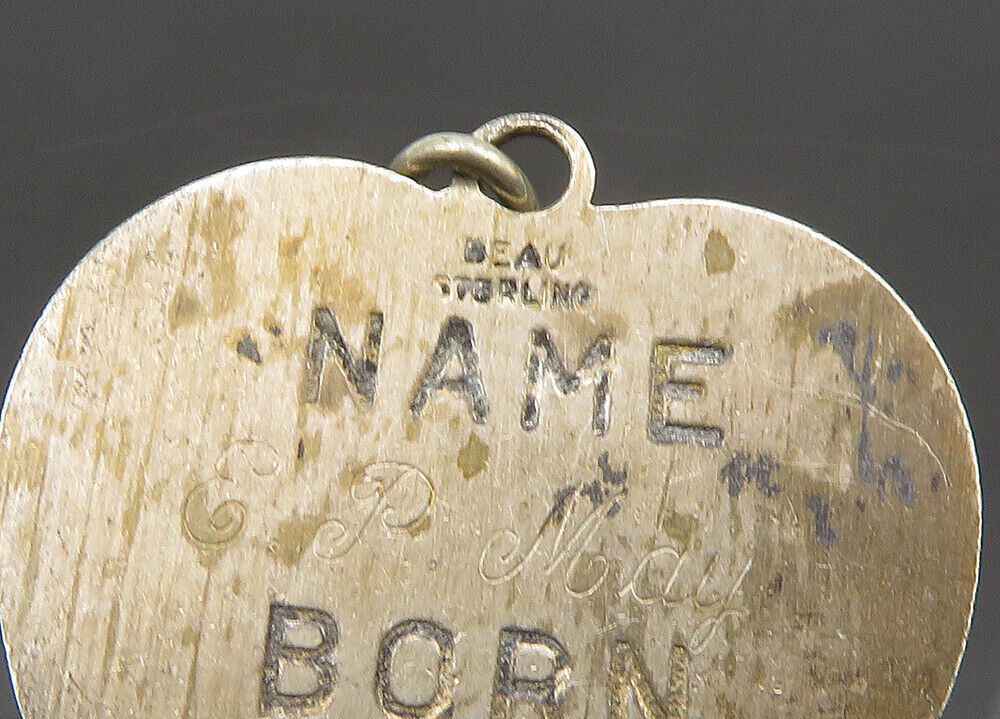 BEAU
STERLING
NAME
E P May
BORN